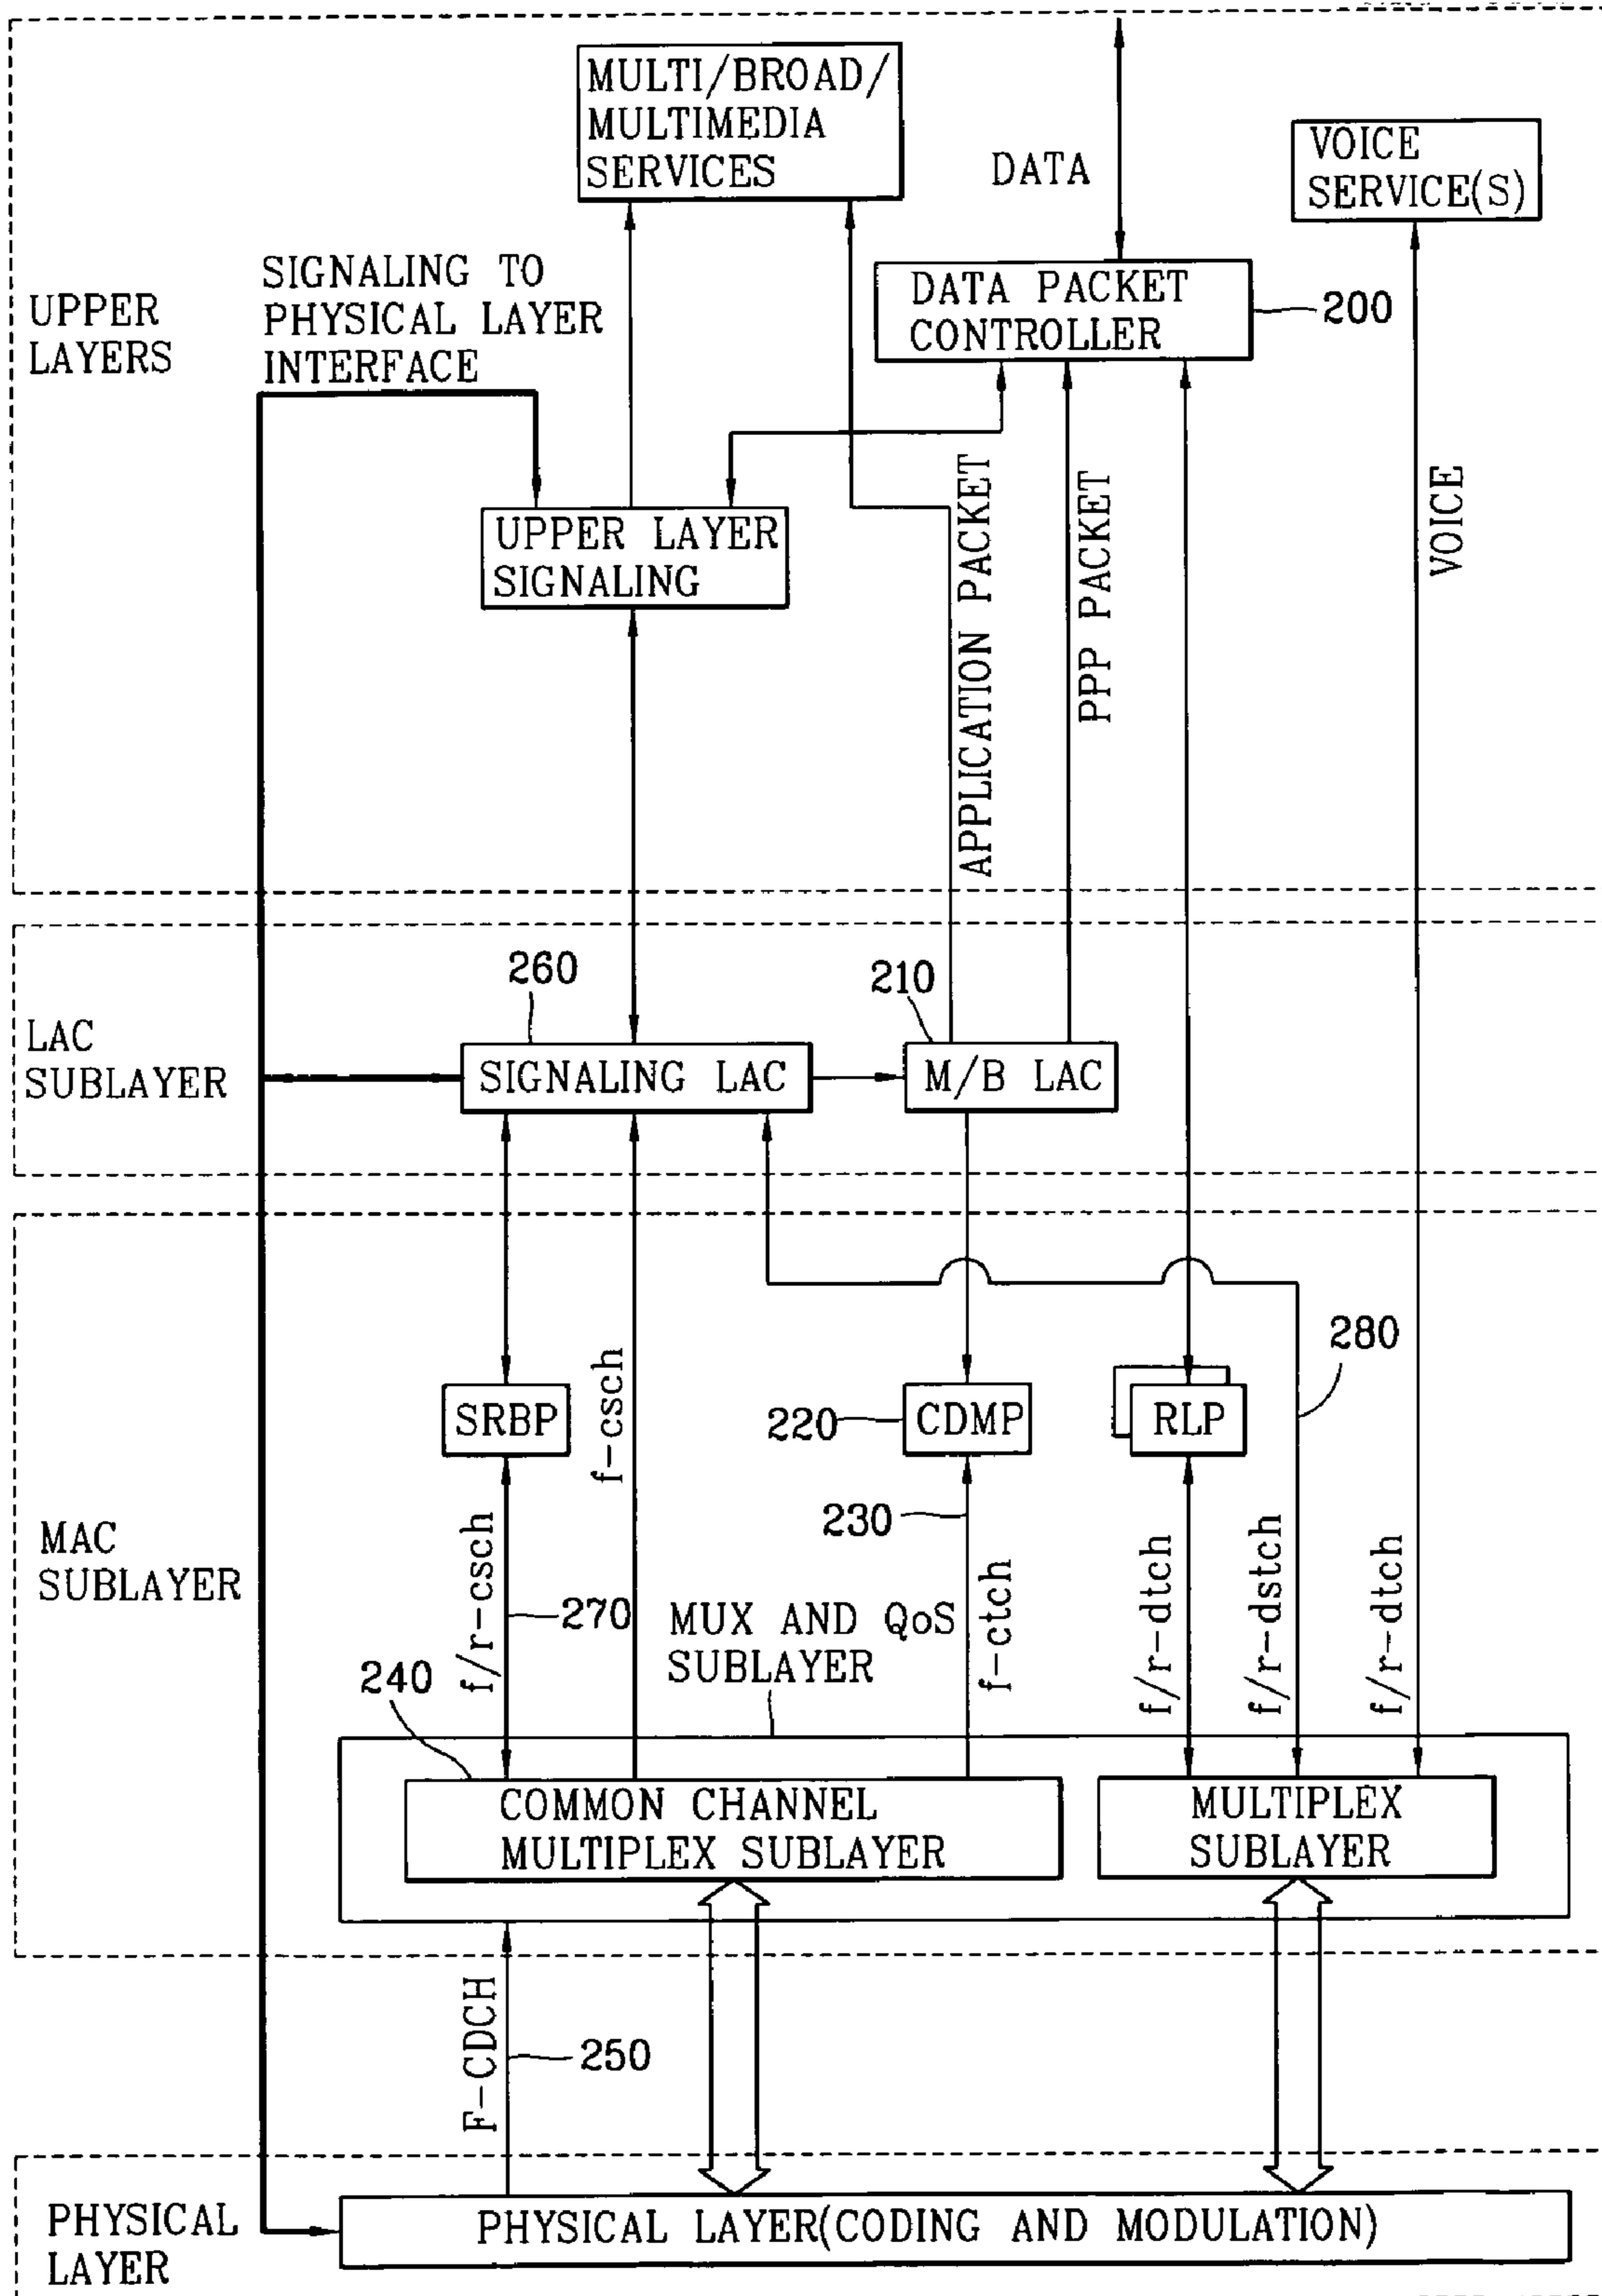 MULTI/BROAD/
MULTIMEDIA
SERVICES
DATA
VOICE
SERVICE(S)
SIGNALING TO
PHYSICAL LAYER
INTERFACE
UPPER
LAYERS
DATA PACKET
CONTROLLER
200
UPPER LAYER
SIGNALING
APPLICATION PACKET
PPP PACKET
VOICE
260
210
LAC
SUBLAYER
SIGNALING LAC
M/B LAC
280
f-csch
SRBP
220
CDMP
RLP
230
MAC
SUBLAYER
f/r-csch
270
MUX AND QoS
SUBLAYER
f-ctch
f/r-dtch
f/r-dstch
f/r-dtch
240
COMMON CHANNEL
MULTIPLEX SUBLAYER
MULTIPLEX
SUBLAYER
F-CDCH
250
PHYSICAL
LAYER
PHYSICAL LAYER(CODING AND MODULATION)